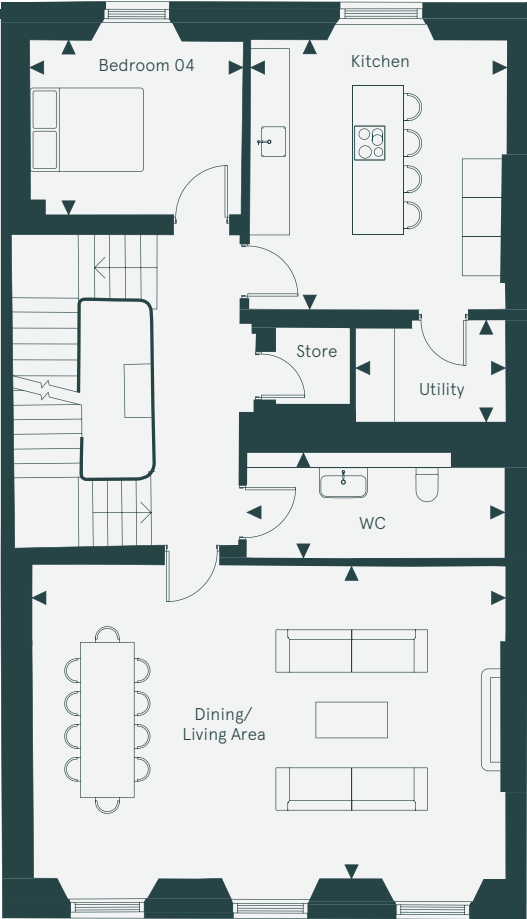 Bedroom 04
Kitchen
Store
Utility
WC
Dining/
Living Area